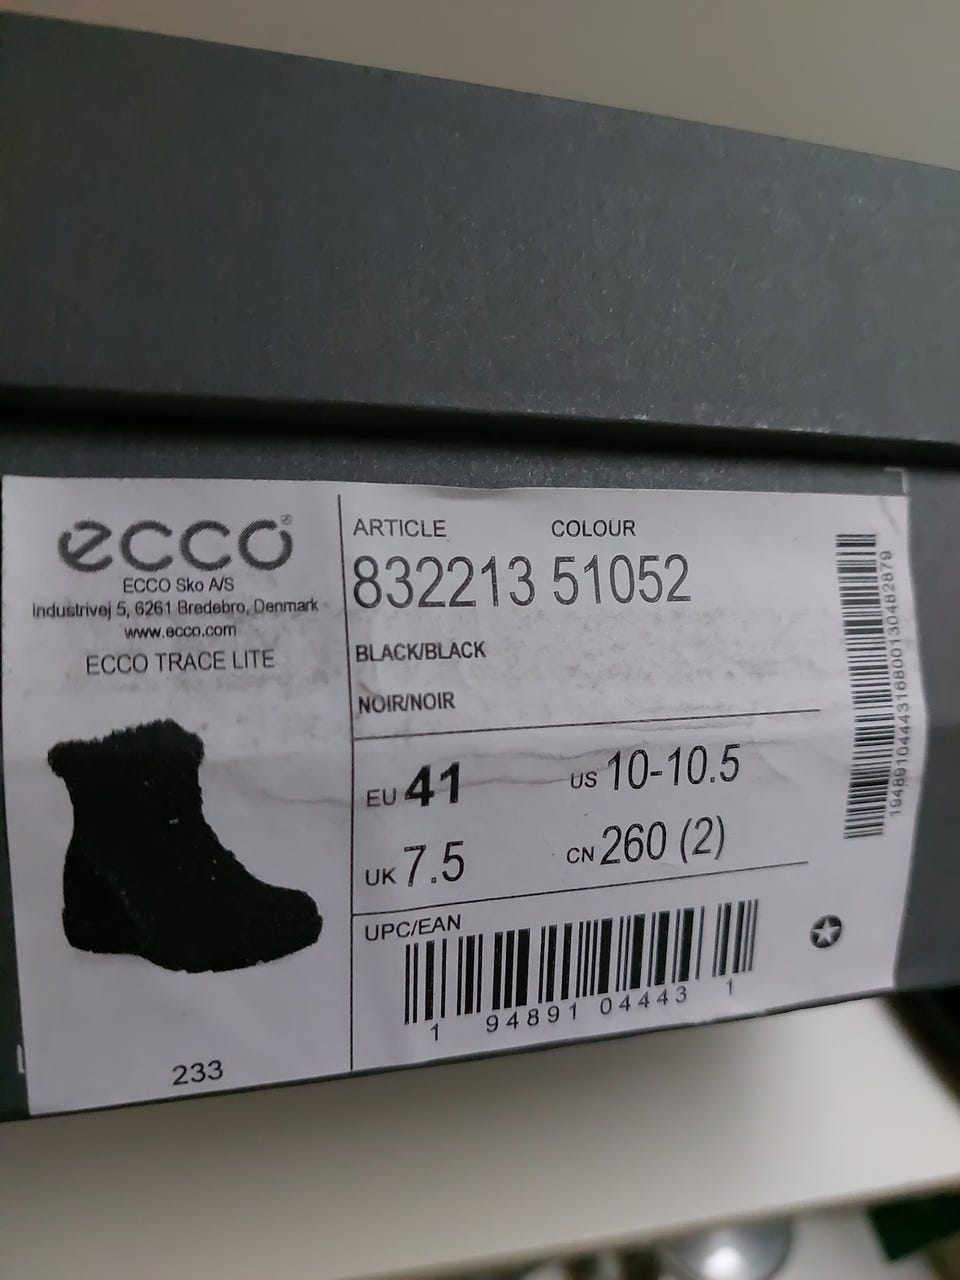 ecco®
ECCO Sko A/S
Industrivej 5, 6261 Bredebro, Denmark
www.ecco.com
ECCO TRACE LITE
233
ARTICLE COLOUR
832213 51052
BLACK/BLACK
NOIR/NOIR
EU 41 US 10-10.5
UK 7.5 CN 260 (2)
UPC/EAN
1 94891 04443 1
194891044431680013048​2879